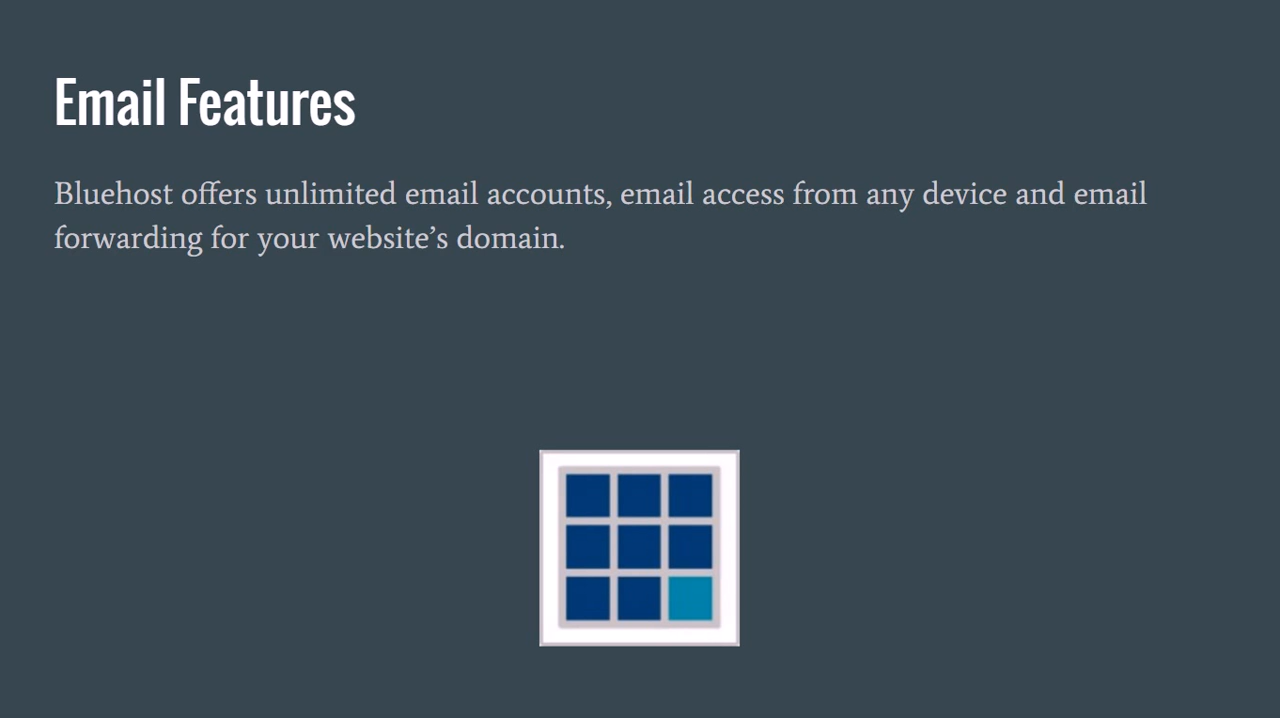 Email Features
Bluehost offers unlimited email accounts, email access from any device and email
forwarding for your website’s domain.